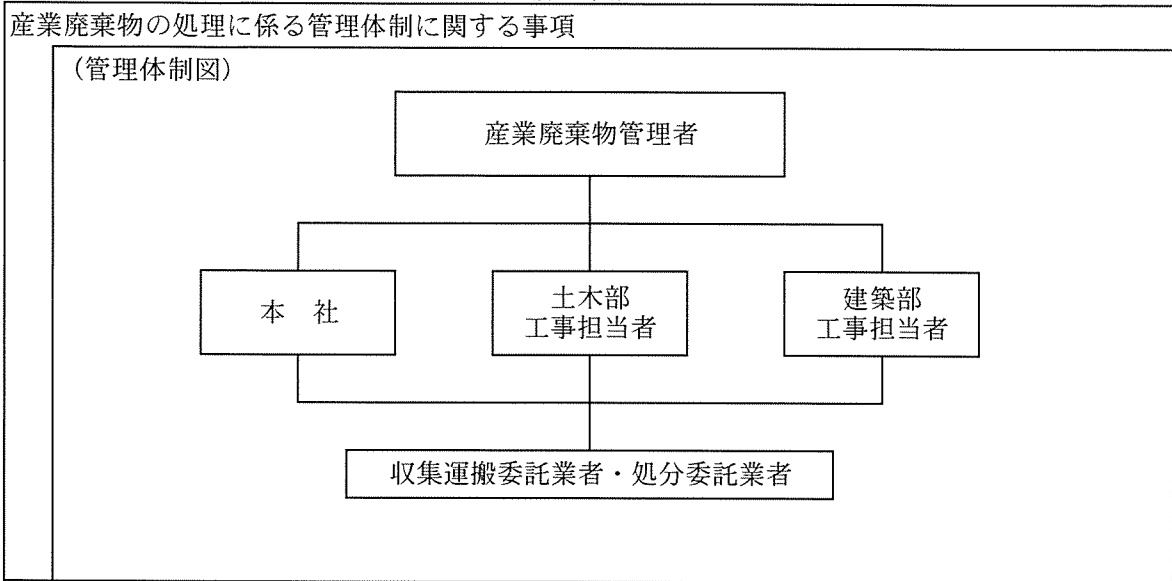 産業廃棄物の処理に係る管理体制に関する事項
（管理体制図）
産業廃棄物管理者
本　社
土木部
工事担当者
建築部
工事担当者
収集運搬委託業者・処分委託業者